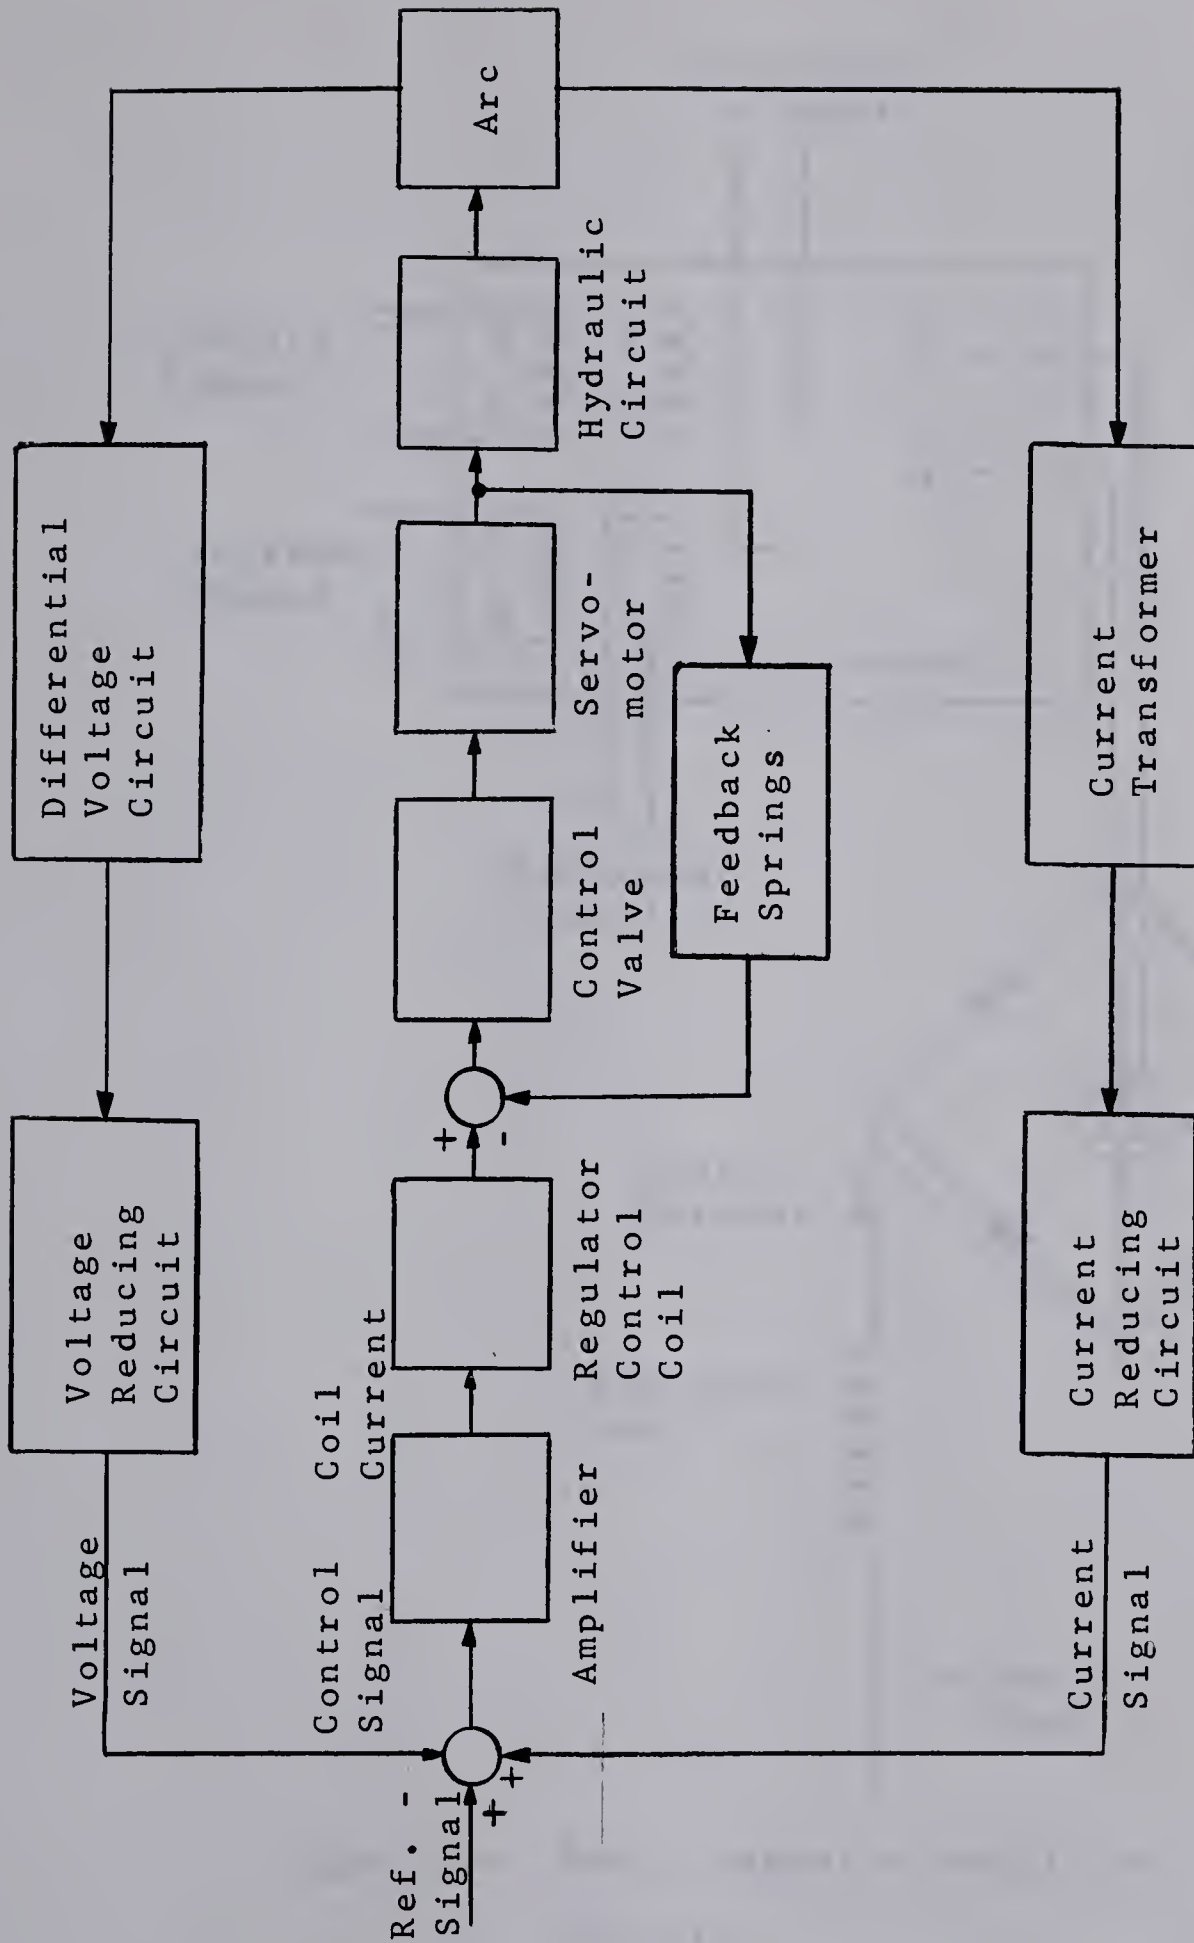 Voltage
Signal
Voltage
Reducing
Circuit
Differential
Voltage
Circuit
Ref. -
Signal
+
+
Control
Signal
Coil
Current
+
-
Arc
Amplifier
Regulator
Control
Coil
Control
Valve
Servo-
motor
Hydraulic
Circuit
Feedback
Springs
Current
Signal
Current
Reducing
Circuit
Current
Transformer